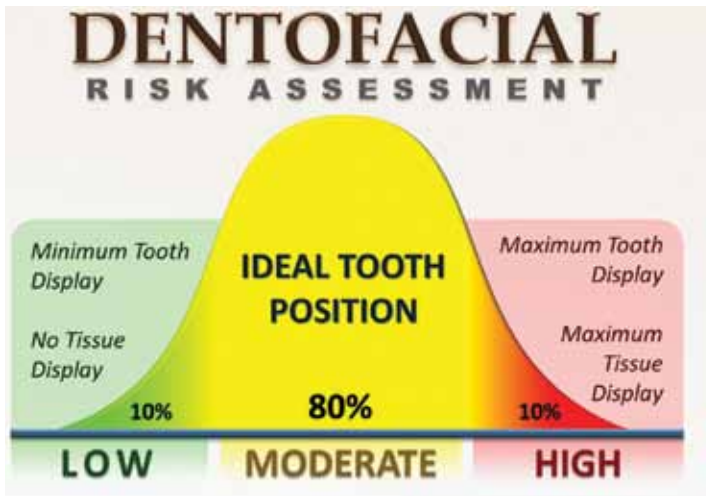 DENTOFACIAL
RISK ASSESSMENT
Minimum Tooth
Display
No Tissue
Display
IDEAL TOOTH
POSITION
Maximum Tooth
Display
Maximum
Tissue
Display
10%
80%
10%
LOW
MODERATE
HIGH